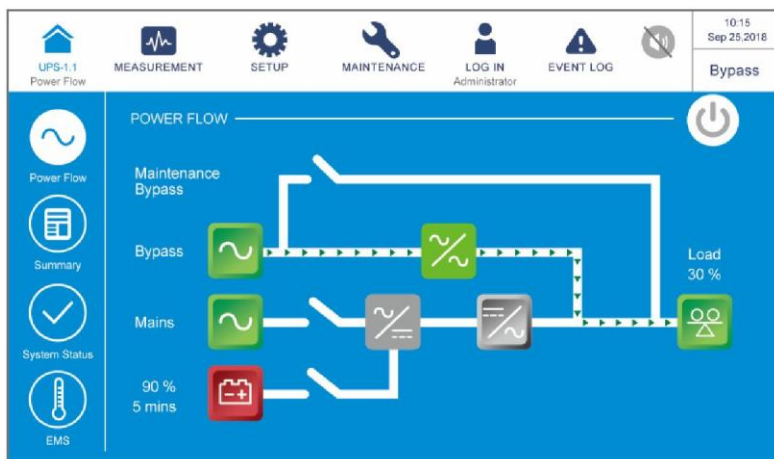 10:15
Sep 25,2018
UPS-1.1
Power Flow
MEASUREMENT
SETUP
MAINTENANCE
LOG IN
Administrator
EVENT LOG
Bypass
POWER FLOW
Power Flow
Maintenance
Bypass
Bypass
Load
30 %
Summary
Mains
System Status
90 %
5 mins
EMS